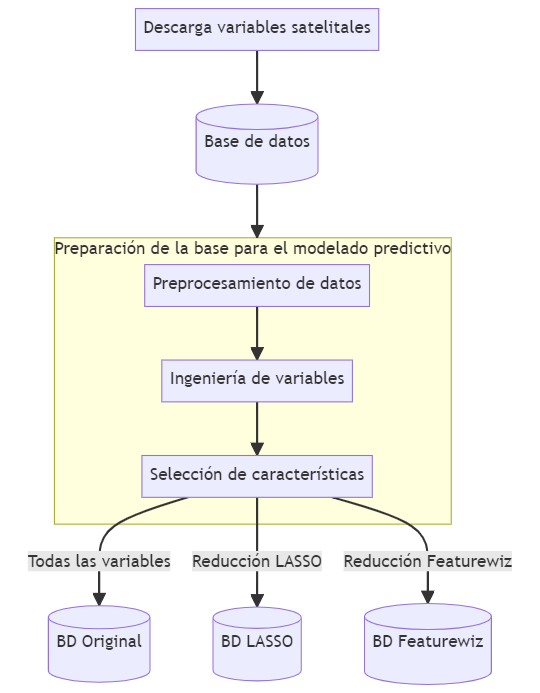 Descarga variables satelitales
Base de datos
Preparación de la base para el modelado predictivo
Preprocesamiento de datos
Ingeniería de variables
Selección de características
Todas las variables
Reducción LASSO
Reducción Featurewiz
BD Original
BD LASSO
BD Featurewiz